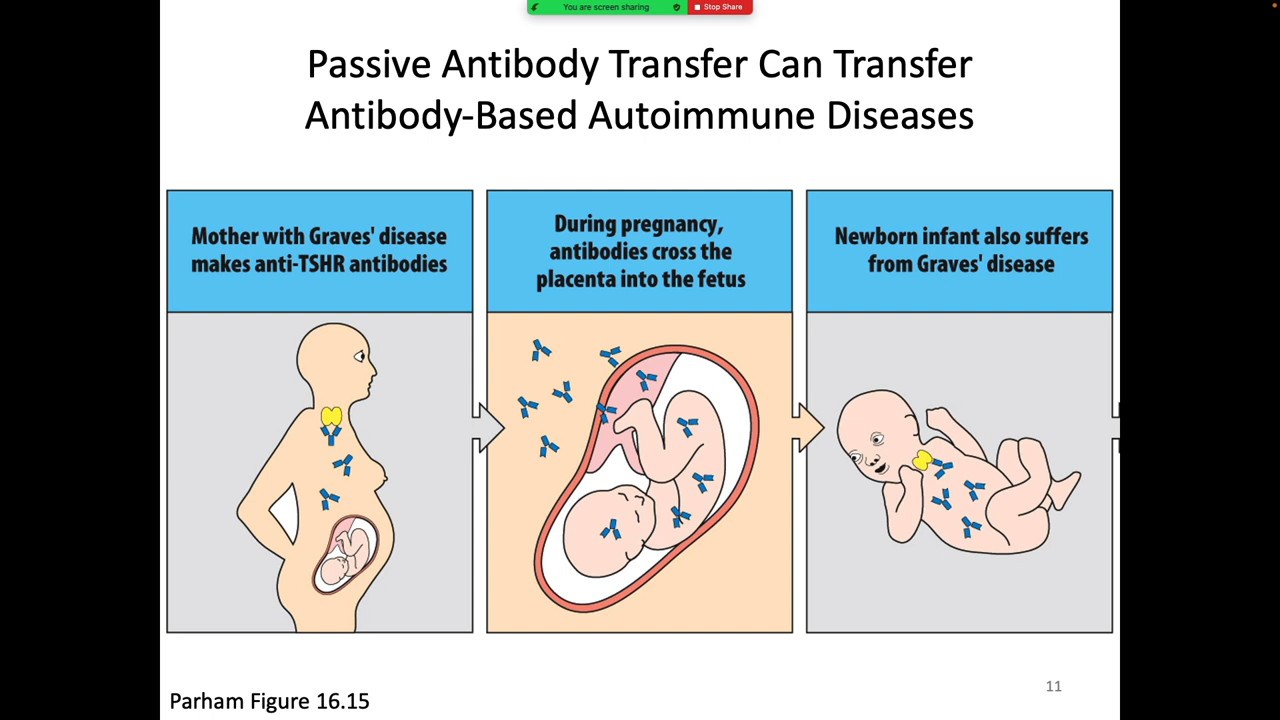 You are screen sharing
Stop Share
Passive Antibody Transfer Can Transfer
Antibody-Based Autoimmune Diseases
Mother with Graves' disease
makes anti-TSHR antibodies
During pregnancy,
antibodies cross the
placenta into the fetus
Newborn infant also suffers
from Graves' disease
Parham Figure 16.15
11